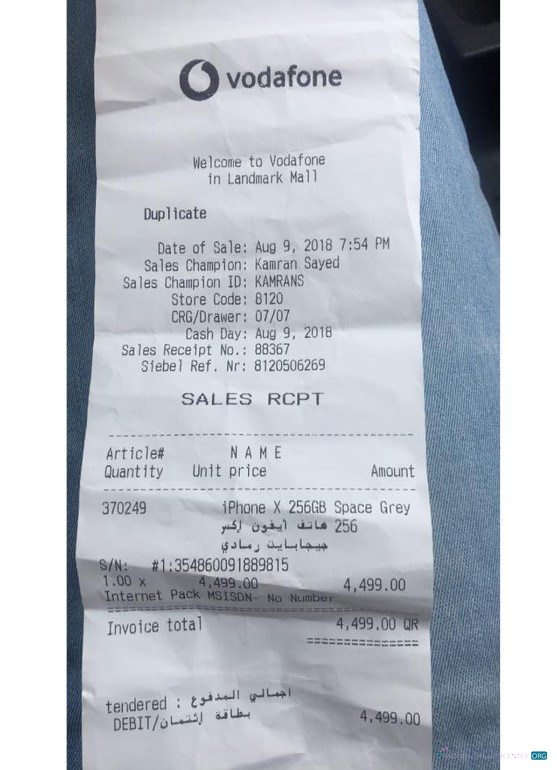 vodafone
Welcome to Vodafone
in Landmark Mall
Duplicate
Date of Sale: Aug 9, 2018 7:54 PM
Sales Champion: Kamran Sayed
Sales Champion ID: KAMRANS
Store Code: 8120
CRG/Drawer: 07/07
Cash Day: Aug 9, 2018
Sales Receipt No.: 88367
Siebel Ref. Nr: 8120506269
SALES RCPT
Article# N A M E
Quantity Unit price Amount
370249 iPhone X 256GB Space Grey
هاتف آيفون إكس 256
جيجابايت رمادي
S/N: #1:354860091889815
1.00 x 4,499.00 4,499.00
Internet Pack MSISDN- No Number
Invoice total 4,499.00 QR
tendered : اجمالي المدفوع
DEBIT/بطاقة إئتمان 4,499.00
ORG